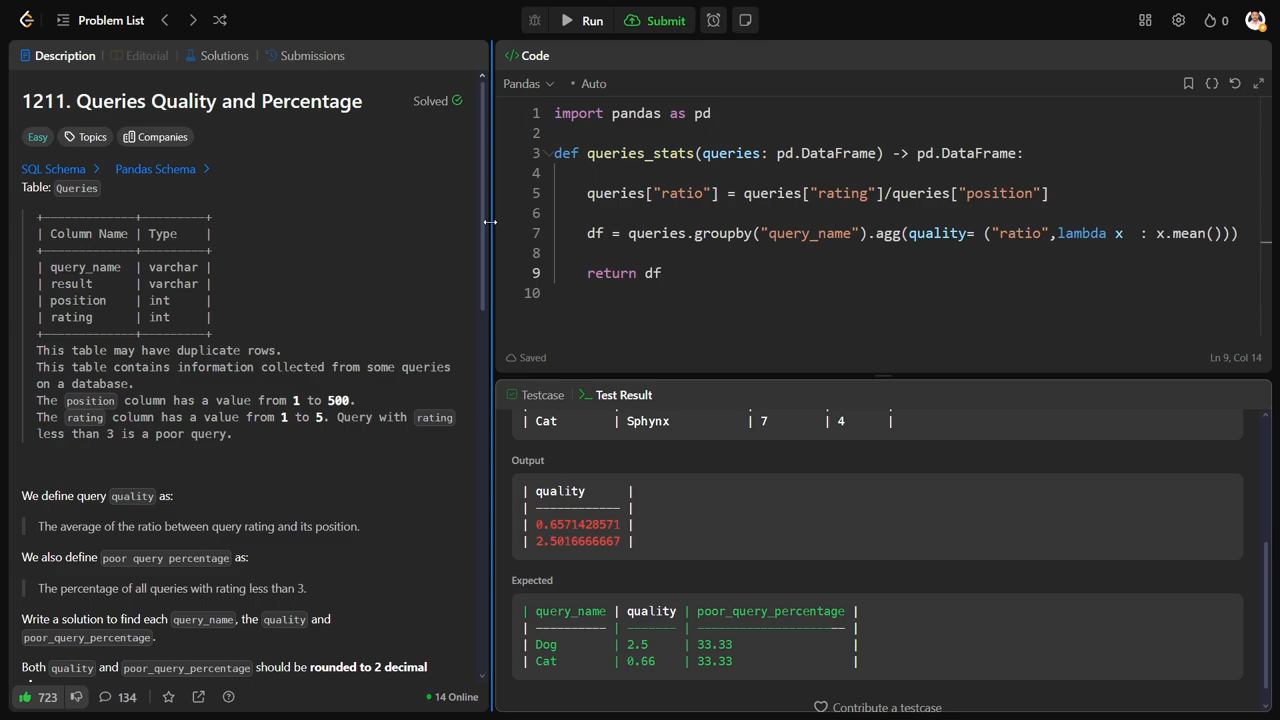 Problem List
Run
Submit
0
Description
Editorial
Solutions
Submissions
1211. Queries Quality and Percentage
Solved
Easy
Topics
Companies
SQL Schema >
Pandas Schema >
Table: Queries
+-------------+---------+
| Column Name | Type    |
+-------------+---------+
| query_name  | varchar |
| result      | varchar |
| position    | int     |
| rating      | int     |
+-------------+---------+
This table may have duplicate rows.
This table contains information collected from some queries
on a database.
The position column has a value from 1 to 500.
The rating column has a value from 1 to 5. Query with rating
less than 3 is a poor query.
We define query quality as:
The average of the ratio between query rating and its position.
We also define poor query percentage as:
The percentage of all queries with rating less than 3.
Write a solution to find each query_name, the quality and
poor_query_percentage.
Both quality and poor_query_percentage should be rounded to 2 decimal
723
134
14 Online
</> Code
Pandas
• Auto
1 import pandas as pd
2
3 def queries_stats(queries: pd.DataFrame) -> pd.DataFrame:
4
5 queries["ratio"] = queries["rating"]/queries["position"]
6
7 df = queries.groupby("query_name").agg(quality= ("ratio",lambda x  : x.mean()))
8
9 return df
10
Saved
Ln 9, Col 14
Testcase
Test Result
| Cat | Sphynx | 7 | 4 |
Output
| quality |
| ------------ |
| 0.6571428571 |
| 2.5016666667 |
Expected
| query_name | quality | poor_query_percentage |
| ---------- | ------- | --------------------- |
| Dog | 2.5 | 33.33 |
| Cat | 0.66 | 33.33 |
Contribute a testcase